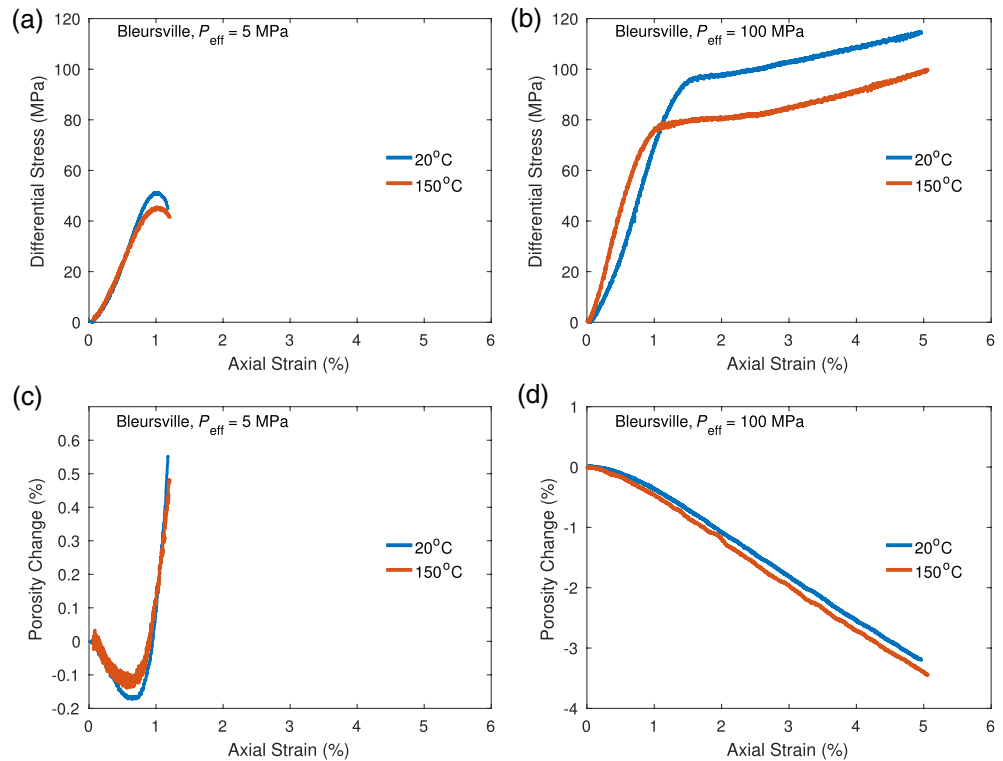 (a)
Bleursville, Peff = 5 MPa
120
100
80
60
40
20
0
0 1 2 3 4 5 6
Differential Stress (MPa)
Axial Strain (%)
20°C
150°C
(b)
Bleursville, Peff = 100 MPa
120
100
80
60
40
20
0
0 1 2 3 4 5 6
Differential Stress (MPa)
Axial Strain (%)
20°C
150°C
(c)
Bleursville, Peff = 5 MPa
0.6
0.5
0.4
0.3
0.2
0.1
0
-0.1
-0.2
0 1 2 3 4 5 6
Porosity Change (%)
Axial Strain (%)
20°C
150°C
(d)
Bleursville, Peff = 100 MPa
1
0
-1
-2
-3
-4
0 1 2 3 4 5 6
Porosity Change (%)
Axial Strain (%)
20°C
150°C